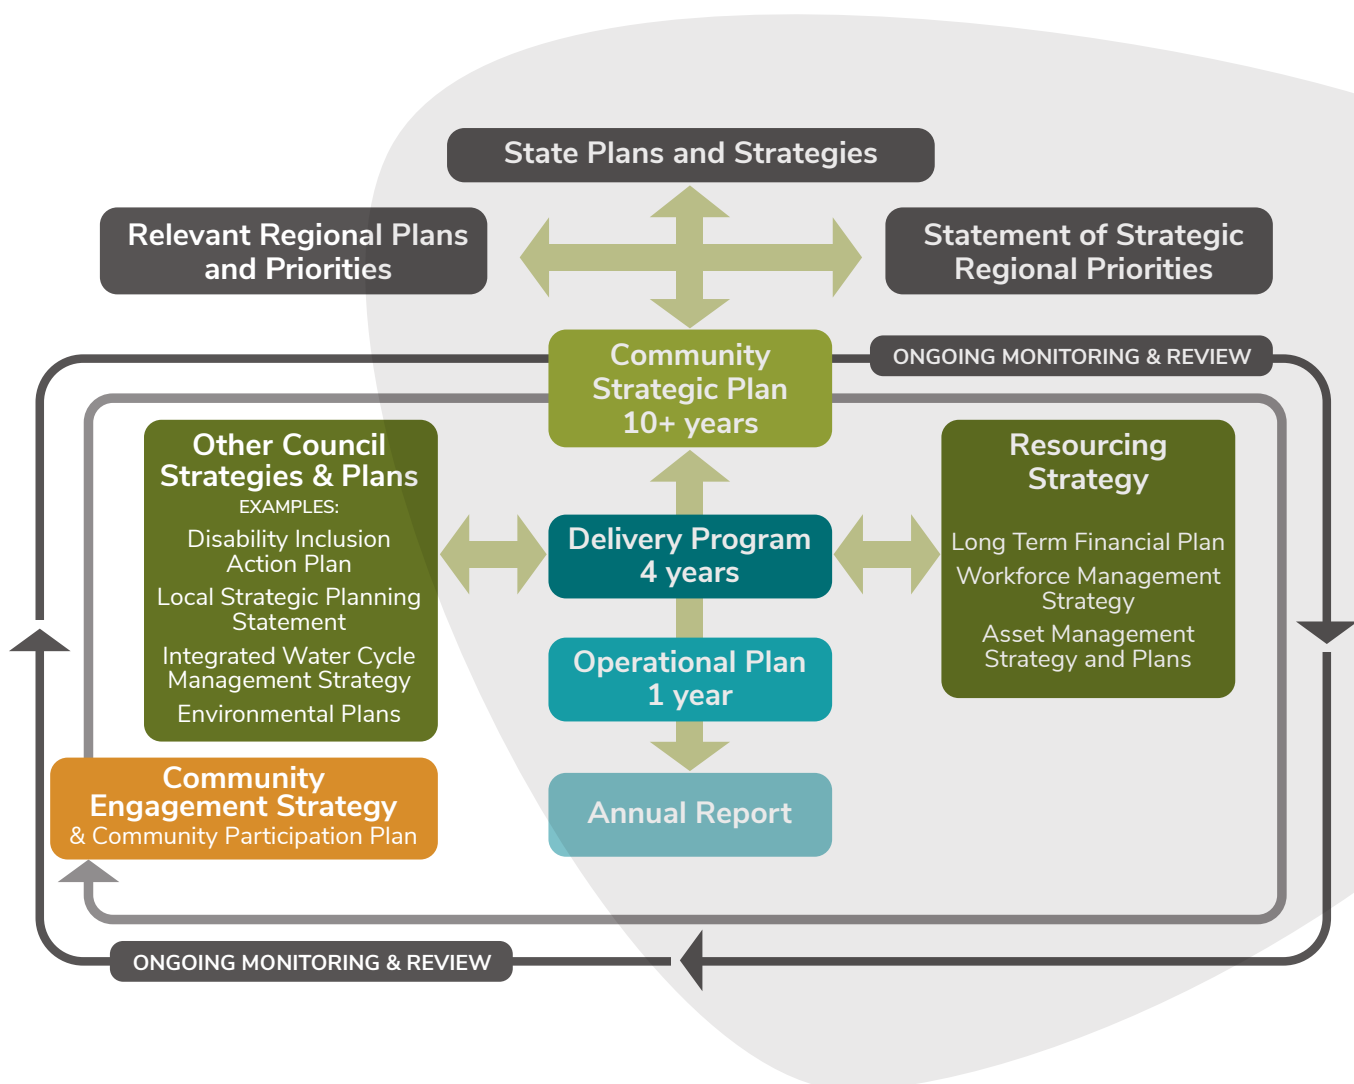 State Plans and Strategies
Relevant Regional Plans
and Priorities
Statement of Strategic
Regional Priorities
Community
Strategic Plan
10+ years
ONGOING MONITORING & REVIEW
Other Council
Strategies & Plans
EXAMPLES:
Disability Inclusion
Action Plan
Local Strategic Planning
Statement
Integrated Water Cycle
Management Strategy
Environmental Plans
Delivery Program
4 years
Resourcing
Strategy
Long Term Financial Plan
Workforce Management
Strategy
Asset Management
Strategy and Plans
Operational Plan
1 year
Community
Engagement Strategy
& Community Participation Plan
Annual Report
ONGOING MONITORING & REVIEW